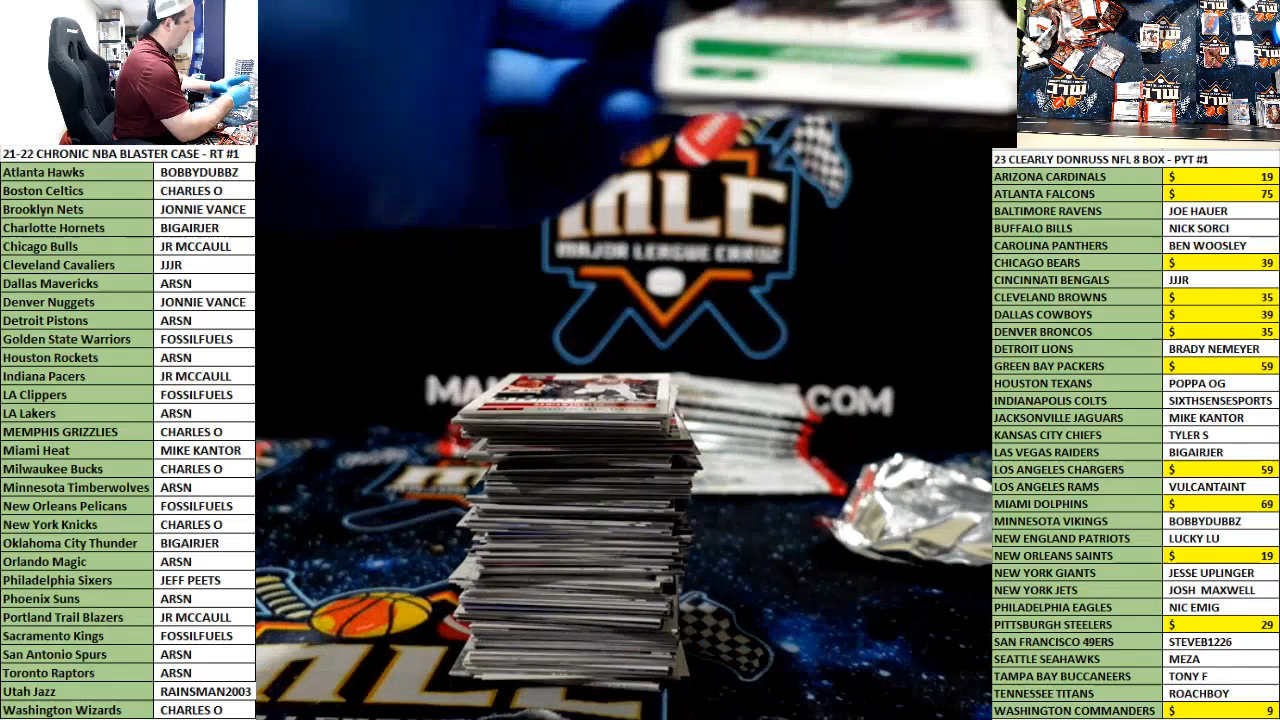 21-22 CHRONIC NBA BLASTER CASE - RT #1
Atlanta Hawks BOBBYDUBBZ
Boston Celtics CHARLES O
Brooklyn Nets JONNIE VANCE
Charlotte Hornets BIGAIRJER
Chicago Bulls JR MCCAULL
Cleveland Cavaliers JJJR
Dallas Mavericks ARSN
Denver Nuggets JONNIE VANCE
Detroit Pistons ARSN
Golden State Warriors FOSSILFUELS
Houston Rockets ARSN
Indiana Pacers JR MCCAULL
LA Clippers FOSSILFUELS
LA Lakers ARSN
MEMPHIS GRIZZLIES CHARLES O
Miami Heat MIKE KANTOR
Milwaukee Bucks CHARLES O
Minnesota Timberwolves ARSN
New Orleans Pelicans FOSSILFUELS
New York Knicks CHARLES O
Oklahoma City Thunder BIGAIRJER
Orlando Magic ARSN
Philadelphia Sixers JEFF PEETS
Phoenix Suns ARSN
Portland Trail Blazers JR MCCAULL
Sacramento Kings FOSSILFUELS
San Antonio Spurs ARSN
Toronto Raptors ARSN
Utah Jazz RAINSMAN2003
Washington Wizards CHARLES O
MLC
MAJOR LEAGUE CARDZ
MLC
23 CLEARLY DONRUSS NFL 8 BOX - PYT #1
ARIZONA CARDINALS $ 19
ATLANTA FALCONS $ 75
BALTIMORE RAVENS JOE HAUER
BUFFALO BILLS NICK SORCI
CAROLINA PANTHERS BEN WOOSLEY
CHICAGO BEARS $ 39
CINCINNATI BENGALS JJJR
CLEVELAND BROWNS $ 35
DALLAS COWBOYS $ 39
DENVER BRONCOS $ 35
DETROIT LIONS BRADY NEMEYER
GREEN BAY PACKERS $ 59
HOUSTON TEXANS POPPA OG
INDIANAPOLIS COLTS SIXTHSENSESPORTS
JACKSONVILLE JAGUARS MIKE KANTOR
KANSAS CITY CHIEFS TYLER S
LAS VEGAS RAIDERS BIGAIRJER
LOS ANGELES CHARGERS $ 59
LOS ANGELES RAMS VULCANTAINT
MIAMI DOLPHINS $ 69
MINNESOTA VIKINGS BOBBYDUBBZ
NEW ENGLAND PATRIOTS LUCKY LU
NEW ORLEANS SAINTS $ 19
NEW YORK GIANTS JESSE UPLINGER
NEW YORK JETS JOSH MAXWELL
PHILADELPHIA EAGLES NIC EMIG
PITTSBURGH STEELERS $ 29
SAN FRANCISCO 49ERS STEVEB1226
SEATTLE SEAHAWKS MEZA
TAMPA BAY BUCCANEERS TONY F
TENNESSEE TITANS ROACHBOY
WASHINGTON COMMANDERS $ 9